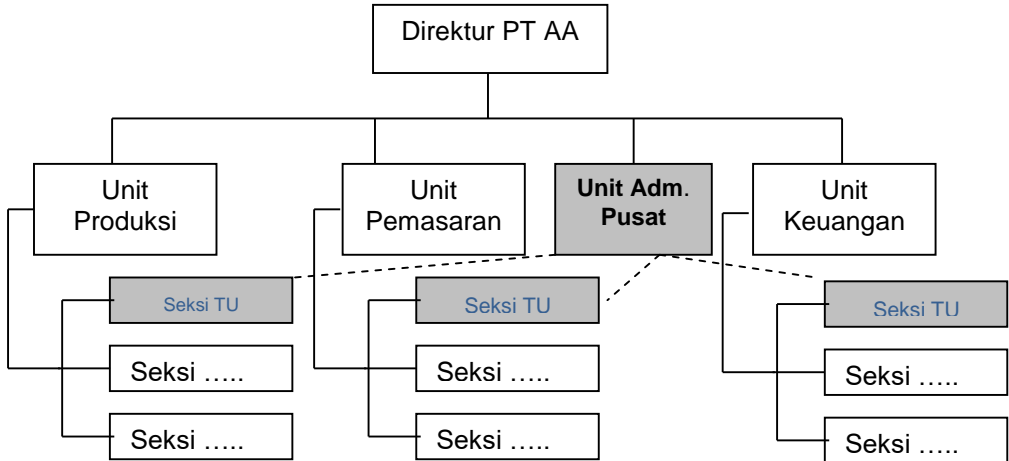 Direktur PT AA
Unit
Produksi
Unit
Pemasaran
Unit Adm.
Pusat
Unit
Keuangan
Seksi TU
Seksi TU
Seksi TU
Seksi …..
Seksi …..
Seksi …..
Seksi …..
Seksi …..
Seksi …..